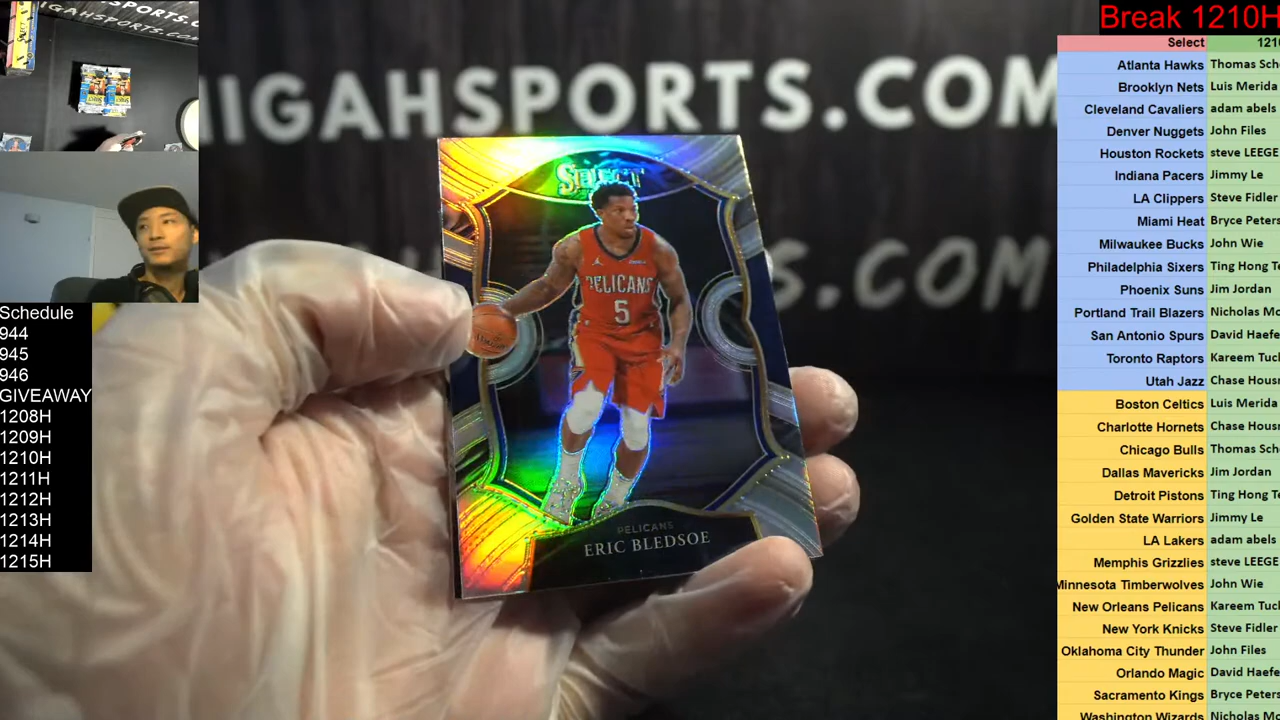 Break 1210H
Select
Atlanta Hawks Thomas
Brooklyn Nets Luis Merida
Cleveland Cavaliers adam abels
Denver Nuggets John Files
Houston Rockets steve LEEGE
Indiana Pacers Jimmy Le
LA Clippers Steve Fidler
Miami Heat Bryce Peters
Milwaukee Bucks John Wie
Philadelphia Sixers Ting Hong
Phoenix Suns Jim Jordan
Portland Trail Blazers Nicholas
San Antonio Spurs David Haefe
Toronto Raptors Kareem Tuck
Utah Jazz Chase Hous
Boston Celtics Luis Merida
Charlotte Hornets Chase Hous
Chicago Bulls Thomas
Dallas Mavericks Jim Jordan
Detroit Pistons Ting Hong
Golden State Warriors Jimmy Le
LA Lakers adam abels
Memphis Grizzlies steve LEEGE
Minnesota Timberwolves John Wie
New Orleans Pelicans Kareem Tuck
New York Knicks Steve Fidler
Oklahoma City Thunder John Files
Orlando Magic David Haefe
Sacramento Kings Bryce Peters
Washington Wizards Nicholas
Schedule
944
945
946
GIVEAWAY
1208H
1209H
1210H
1211H
1212H
1213H
1214H
1215H
IGAHSPORTS.COM
S.COM
SELECT
PELICANS
5
PELICANS
ERIC BLEDSOE